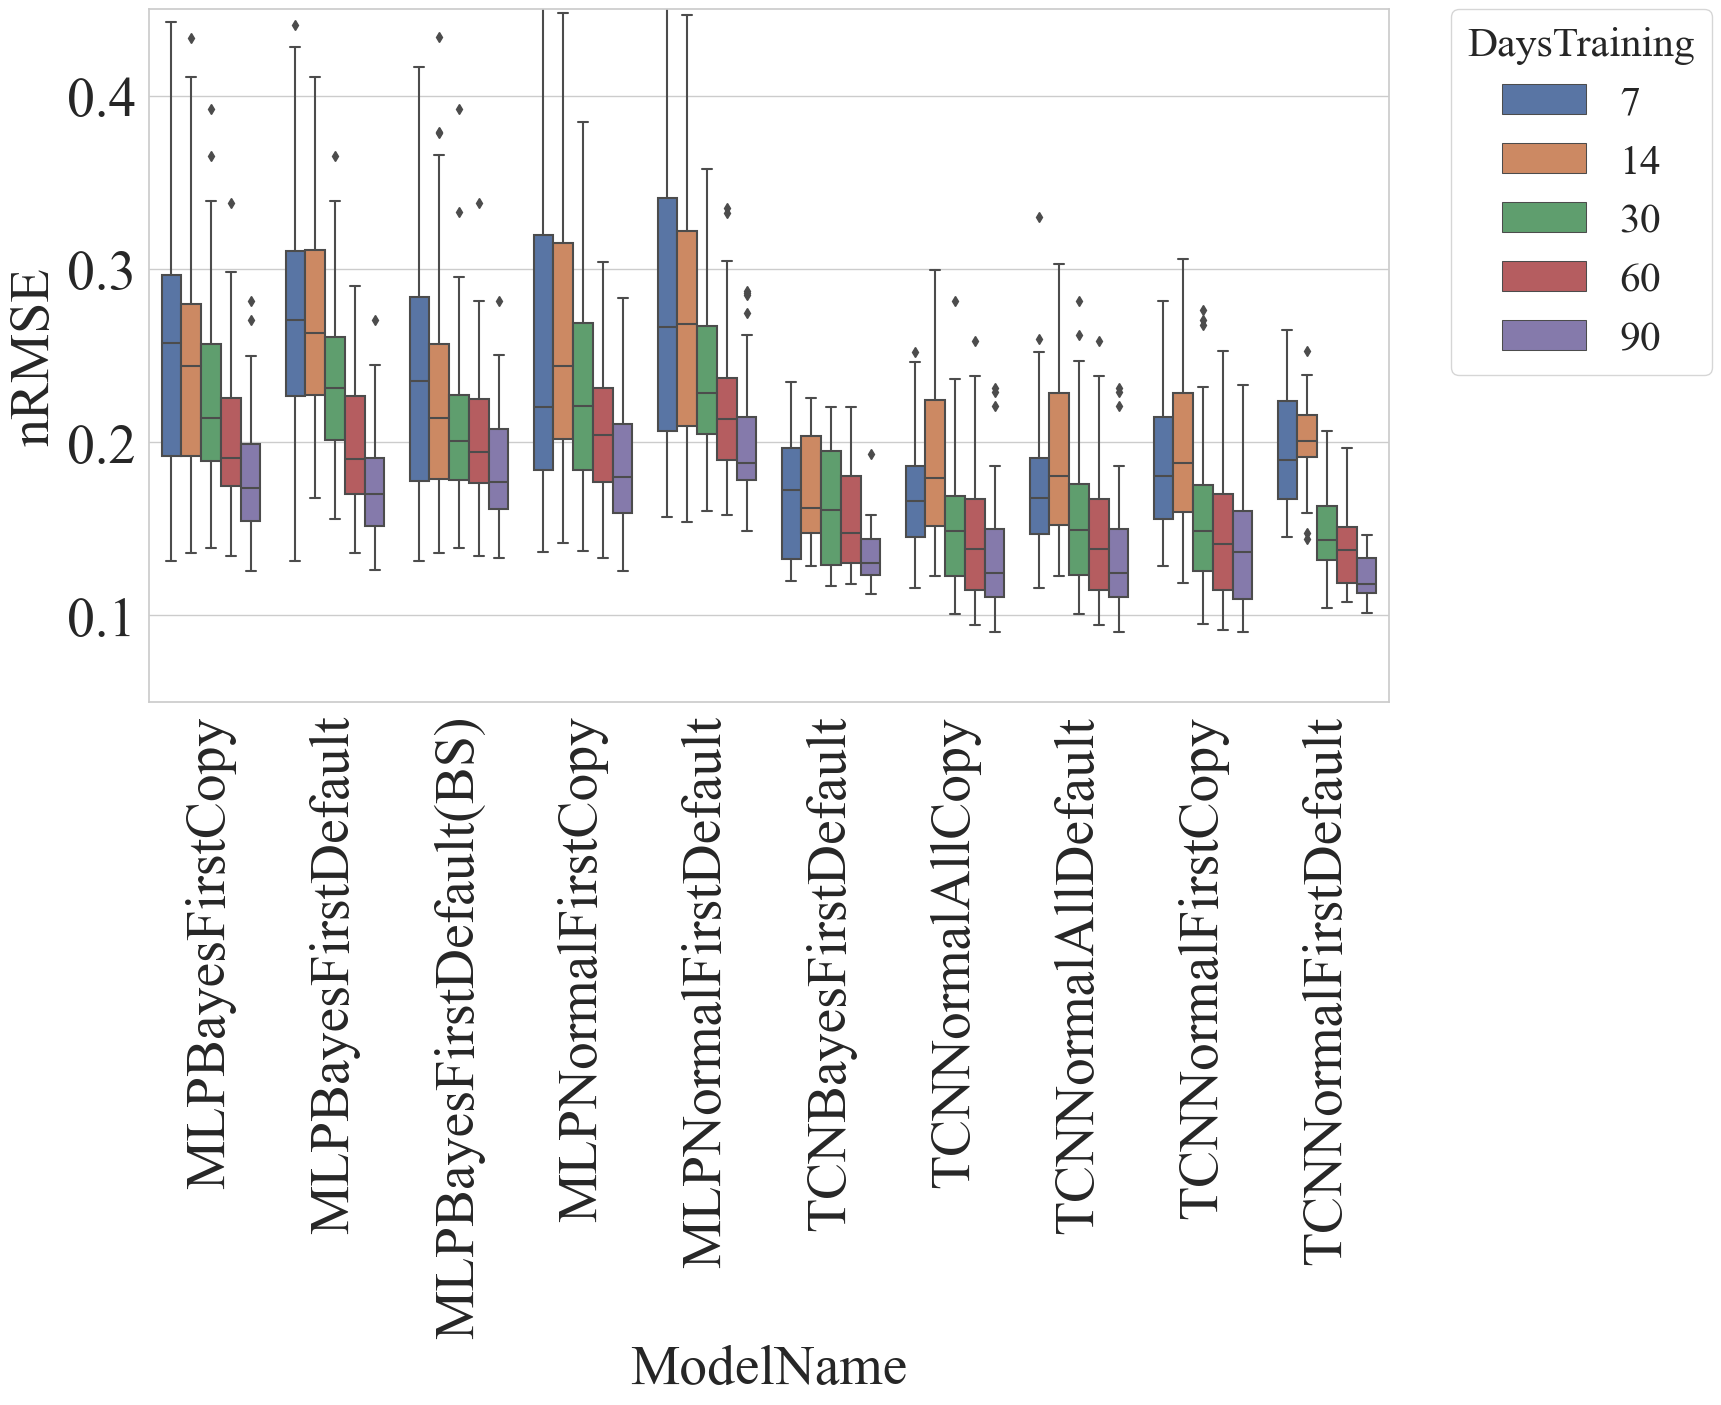 nRMSE
0.4
0.3
0.2
0.1
MLPBayesFirstCopy
MLPBayesFirstDefault
MLPBayesFirstDefault(BS)
MLPNormalFirstCopy
MLPNormalFirstDefault
TCNBayesFirstDefault
TCNNormalAllCopy
TCNNormalAllDefault
TCNNormalFirstCopy
TCNNormalFirstDefault
ModelName
DaysTraining
7
14
30
60
90